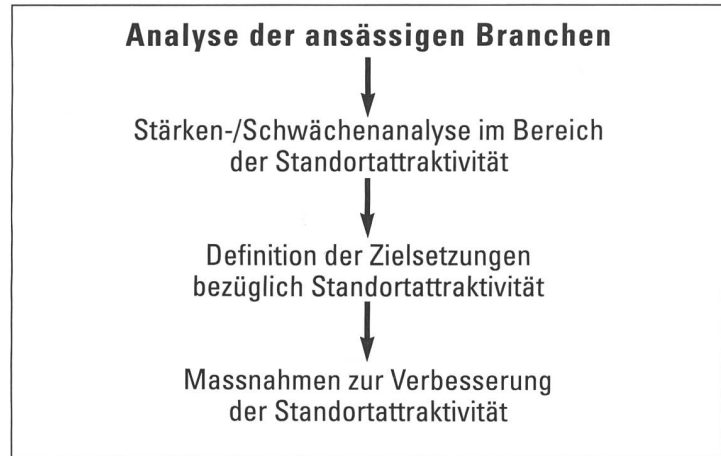 Analyse der ansässigen Branchen
Stärken-/Schwächenanalyse im Bereich
der Standortattraktivität
Definition der Zielsetzungen
bezüglich Standortattraktivität
Massnahmen zur Verbesserung
der Standortattraktivität